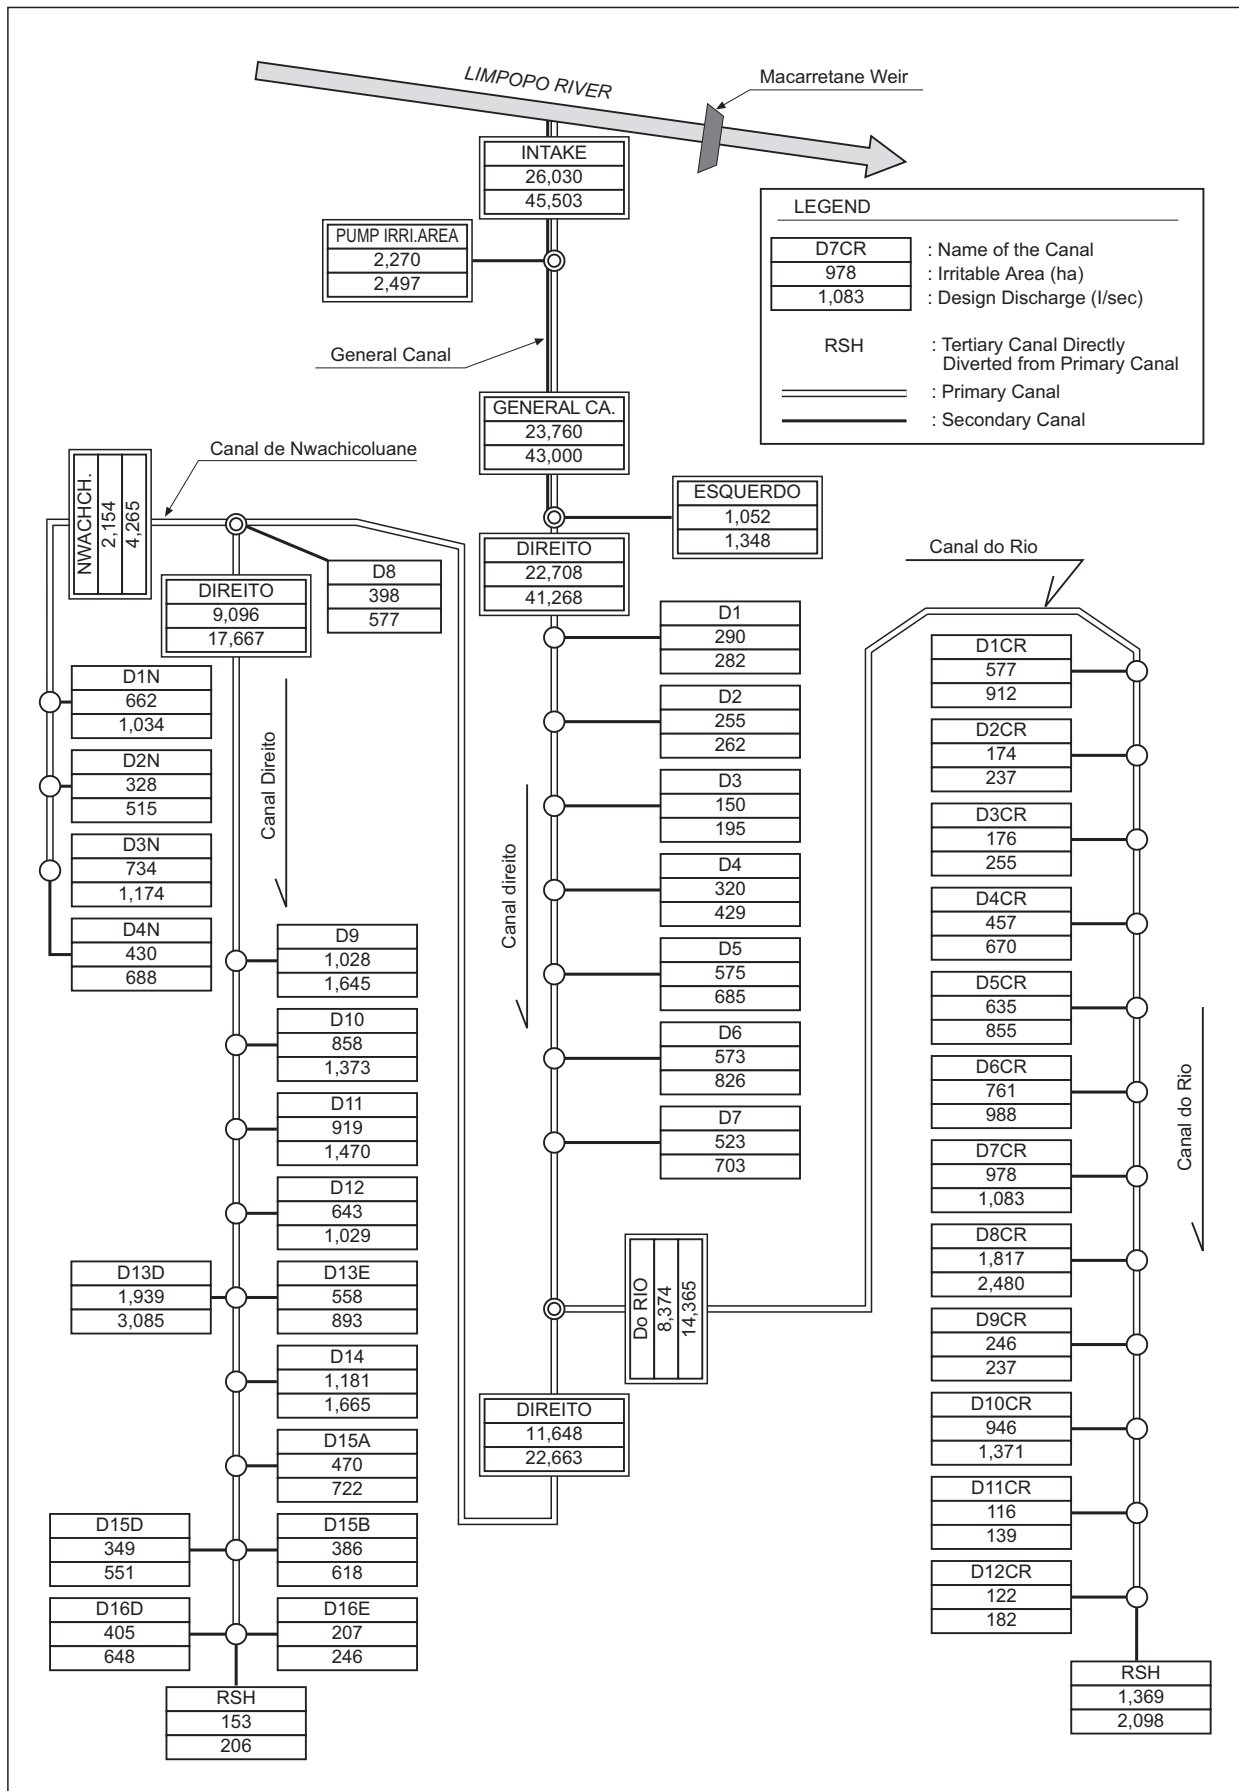 LIMPOPO RIVER
Macarretane Weir
INTAKE
26,030
45,503
PUMP IRRI.AREA
2,270
2,497
General Canal
LEGEND
D7CR
: Name of the Canal
978
: Irritable Area (ha)
1,083
: Design Discharge (l/sec)
RSH
: Tertiary Canal Directly
Diverted from Primary Canal
: Primary Canal
: Secondary Canal
GENERAL CA.
23,760
43,000
Canal de Nwachicoluane
NWACHCH.
2,154
4,265
ESQUERDO
1,052
1,348
DIREITO
22,708
41,268
D8
398
577
DIREITO
9,096
17,667
Canal do Rio
D1N
662
1,034
D2N
328
515
D3N
734
1,174
D4N
430
688
Canal Direito
D9
1,028
1,645
D10
858
1,373
D11
919
1,470
D12
643
1,029
D13D
1,939
3,085
D13E
558
893
D14
1,181
1,665
D15A
470
722
D15D
349
551
D15B
386
618
D16D
405
648
D16E
207
246
RSH
153
206
D1
290
282
D2
255
262
D3
150
195
D4
320
429
D5
575
685
D6
573
826
D7
523
703
Canal direito
Do RIO
8,374
14,365
DIREITO
11,648
22,663
D1CR
577
912
D2CR
174
237
D3CR
176
255
D4CR
457
670
D5CR
635
855
D6CR
761
988
D7CR
978
1,083
D8CR
1,817
2,480
D9CR
246
237
D10CR
946
1,371
D11CR
116
139
D12CR
122
182
Canal do Rio
RSH
1,369
2,098